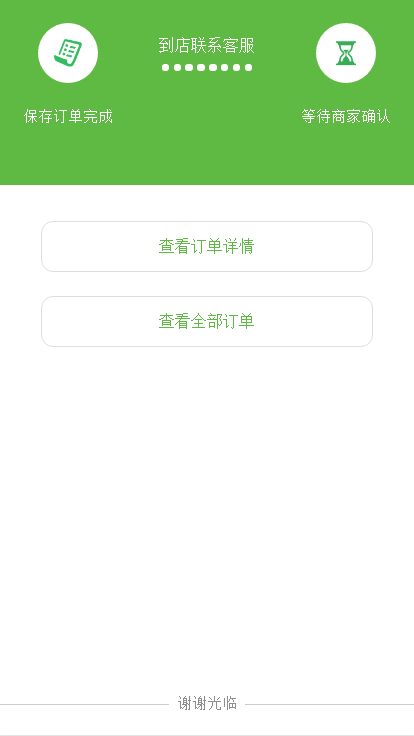 到店联系客服
保存订单完成
等待商家确认
查看订单详情
查看全部订单
谢谢光临